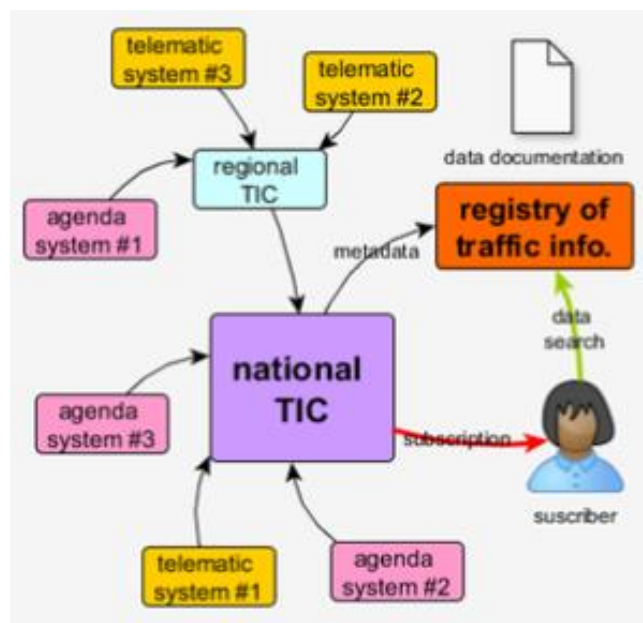 telematic
system #3
telematic
system #2
data documentation
regional
TIC
agenda
system #1
registry of
traffic info.
metadata
data
search
national
TIC
agenda
system #3
subscription
suscriber
telematic
system #1
agenda
system #2